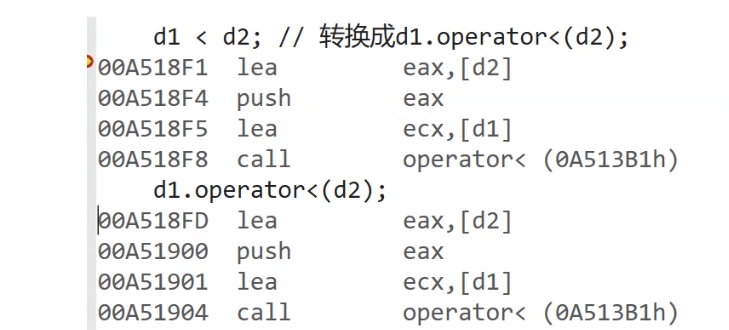 d1 < d2; // 转换成d1.operator<(d2);
00A518F1 lea eax,[d2]
00A518F4 push eax
00A518F5 lea ecx,[d1]
00A518F8 call operator< (0A513B1h)
d1.operator<(d2);
00A518FD lea eax,[d2]
00A51900 push eax
00A51901 lea ecx,[d1]
00A51904 call operator< (0A513B1h)